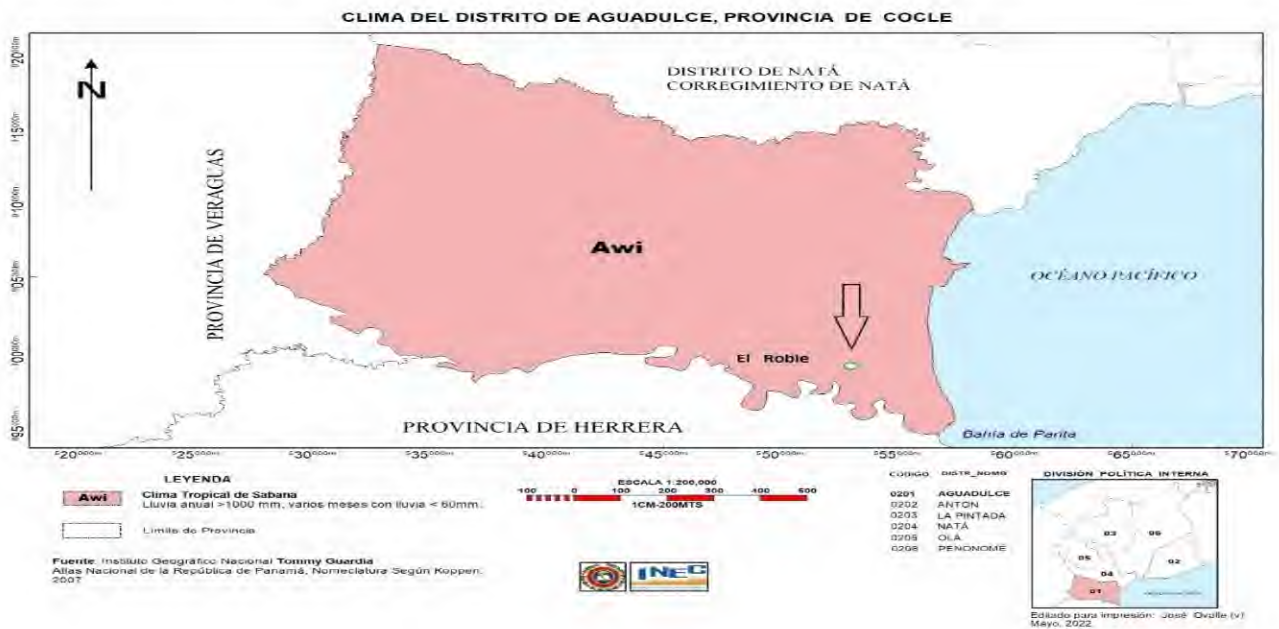 CLIMA DEL DISTRITO DE AGUADULCE, PROVINCIA DE COCLE
N
DISTRITO DE NATÁ
CORREGIMIENTO DE NATÁ
PROVINCIA DE VERAGUAS
Awi
OCÉANO PACÍFICO
El Roble
PROVINCIA DE HERRERA
Bahía de Parita
LEYENDA
Awi
Clima Tropical de Sabana
Lluvia anual >1000 mm, varios meses con lluvia < 60mm.
Limite de Provincia
Fuente: Instituto Geográfico Nacional Tommy Guardia
Atlas Nacional de la República de Panamá, Nomeclatura Según Koppen.
2007
ESCALA 1:200,000
100 0 100 200 300 400 500
1CM-200MTS
INEC
CÓDIGO DISTR_NOMB
0201 AGUADULCE
0202 ANTON
0203 LA PINTADA
0204 NATÁ
0205 OLÁ
0206 PENONOMÉ
DIVISIÓN POLÍTICA INTERNA
03
06
05
02
04
01
Editado para impresión: José Ovalle (v)
Mayo, 2022